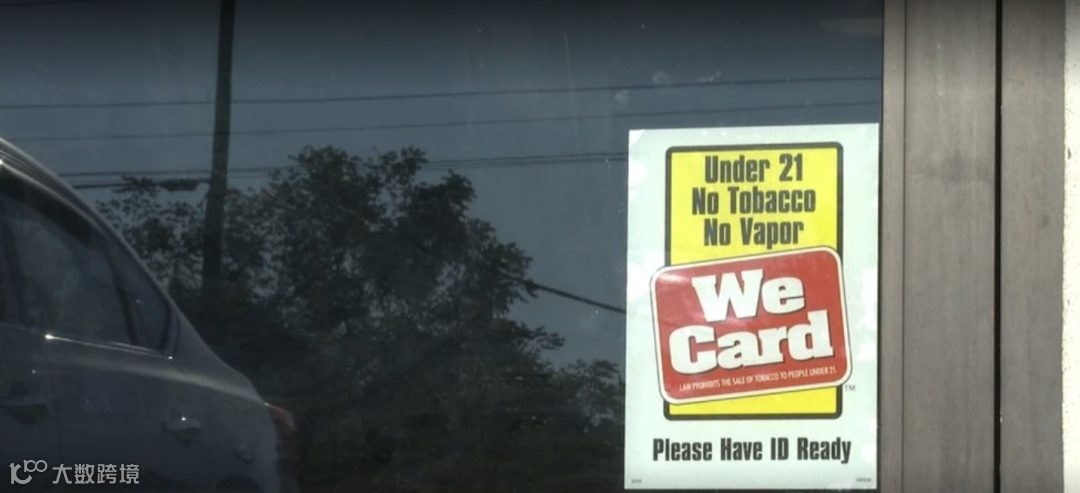 Under 21
No Tobacco
No Vapor
We
Card
LAW PROHIBITS THE SALE OF TOBACCO TO PEOPLE UNDER 21.
TM
Please Have ID Ready
大数跨境